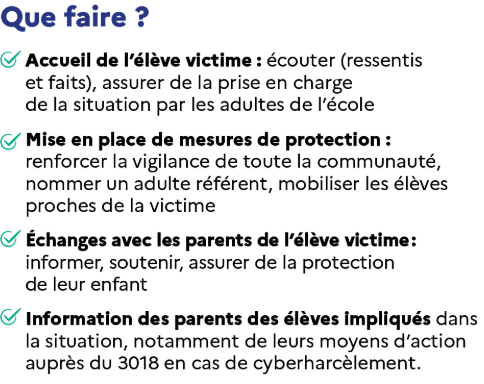 Que faire ?
Accueil de l'élève victime : écouter (ressentis
et faits), assurer de la prise en charge
de la situation par les adultes de l'école
Mise en place de mesures de protection :
renforcer la vigilance de toute la communauté,
nommer un adulte référent, mobiliser les élèves
proches de la victime
Échanges avec les parents de l'élève victime :
informer, soutenir, assurer de la protection
de leur enfant
Information des parents des élèves impliqués dans
la situation, notamment de leurs moyens d'action
auprès du 3018 en cas de cyberharcèlement.